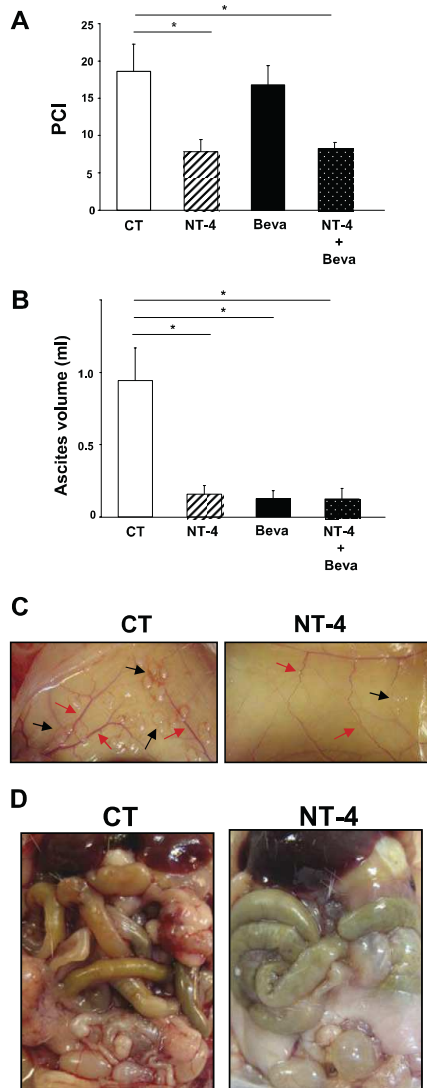 A
*
*
25
20
15
10
5
0
PCI
CT
NT-4
Beva
NT-4
+
Beva
B
*
*
*
1.0
0.5
0
Ascites volume (ml)
CT
NT-4
Beva
NT-4
+
Beva
C
CT
NT-4
D
CT
NT-4